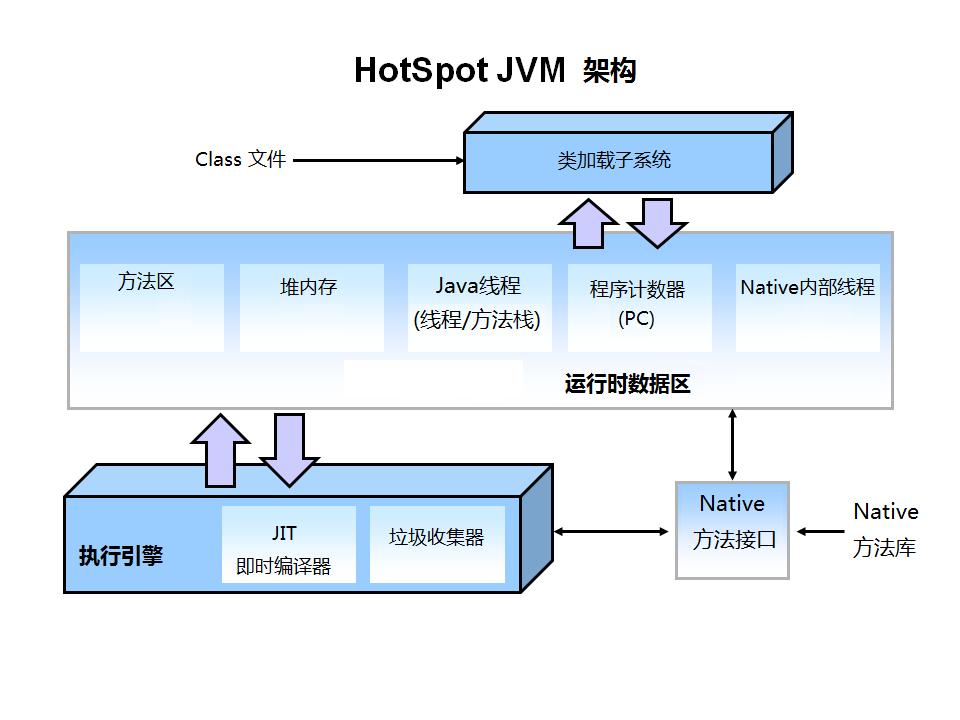 HotSpot JVM 架构
Class 文件
类加载子系统
方法区
堆内存
Java线程
(线程/方法栈)
程序计数器
(PC)
Native内部线程
运行时数据区
执行引擎
JIT
即时编译器
垃圾收集器
Native
方法接口
Native
方法库